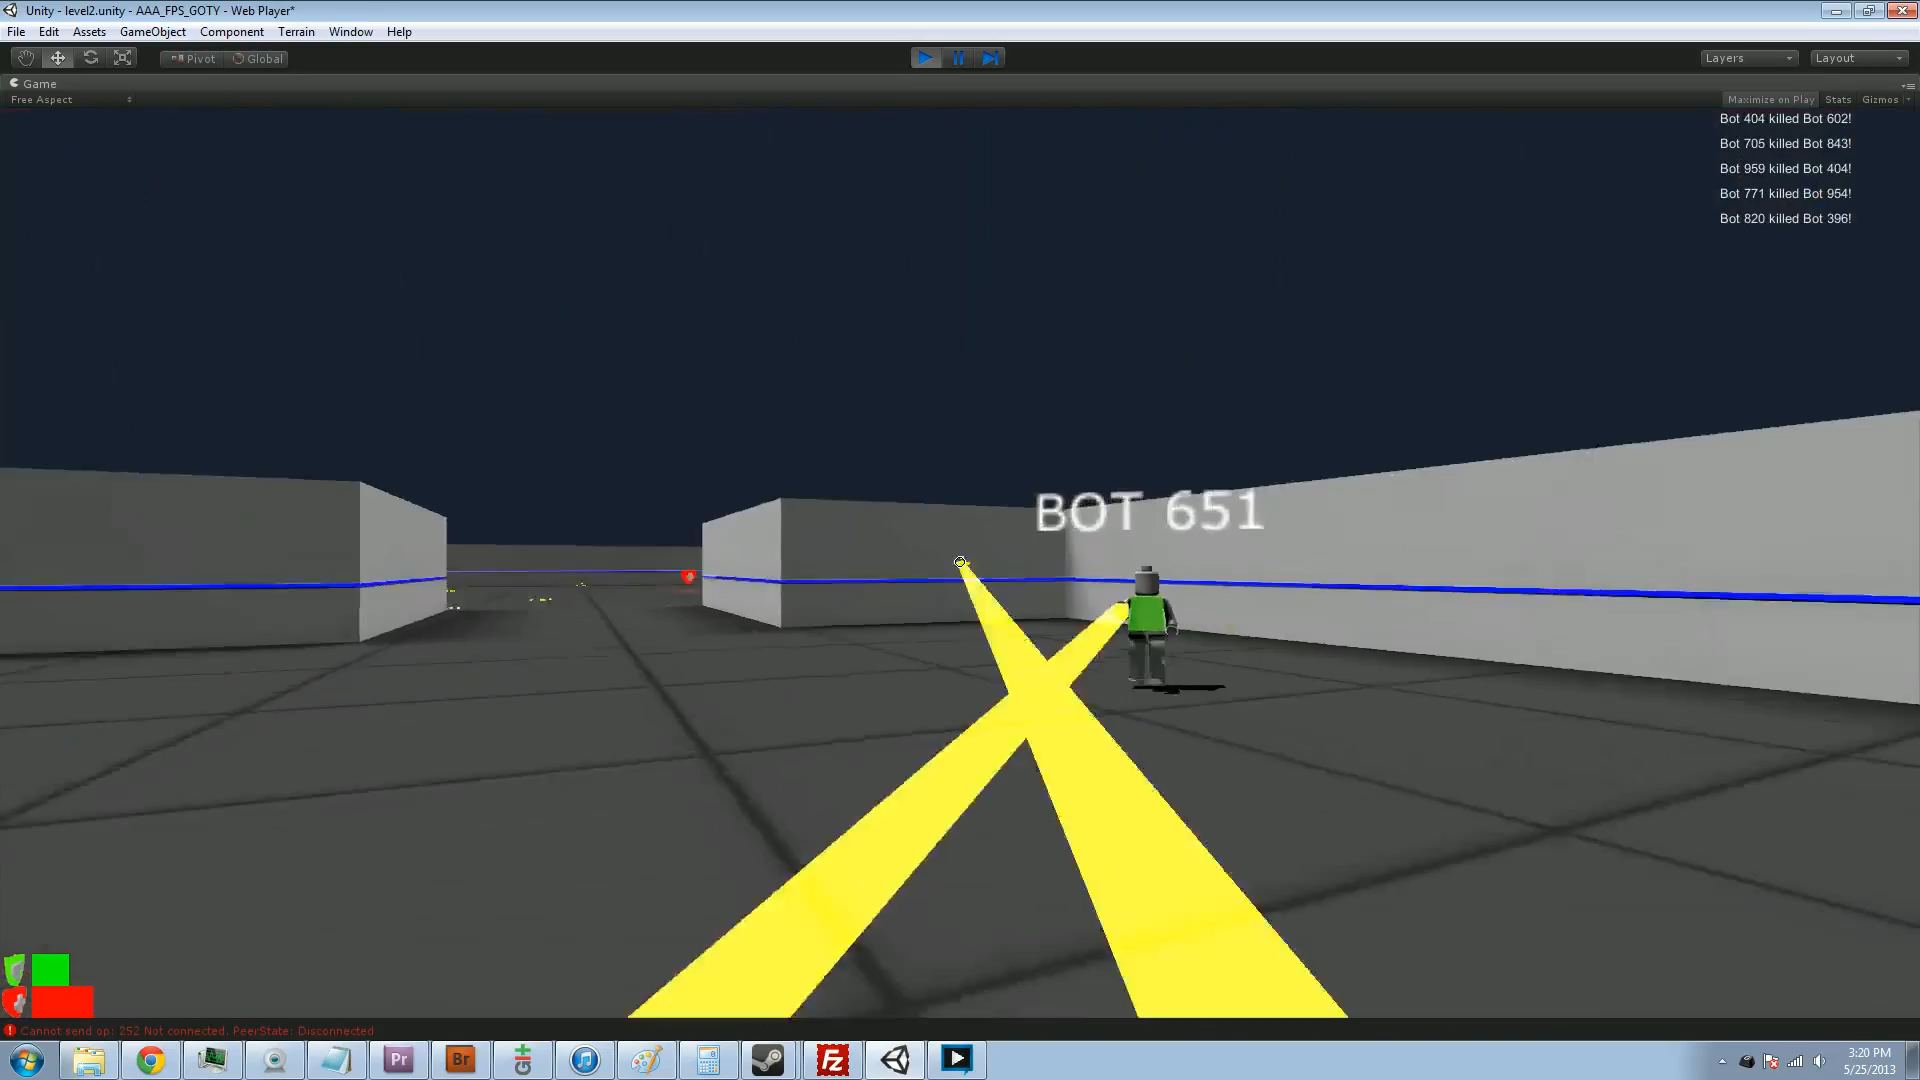 Unity - level2.unity - AAA_FPS_GOTY - Web Player*
File Edit Assets GameObject Component Terrain Window Help
Pivot Global Layers Layout
Game
Free Aspect Maximize on Play Stats Gizmos
Bot 404 killed Bot 602!
Bot 705 killed Bot 843!
Bot 959 killed Bot 404!
Bot 771 killed Bot 954!
Bot 820 killed Bot 396!
BOT 651
Cannot send op: 252 Not connected. PeerState: Disconnected
Pr Br Git Fz
3:20 PM
5/25/2013